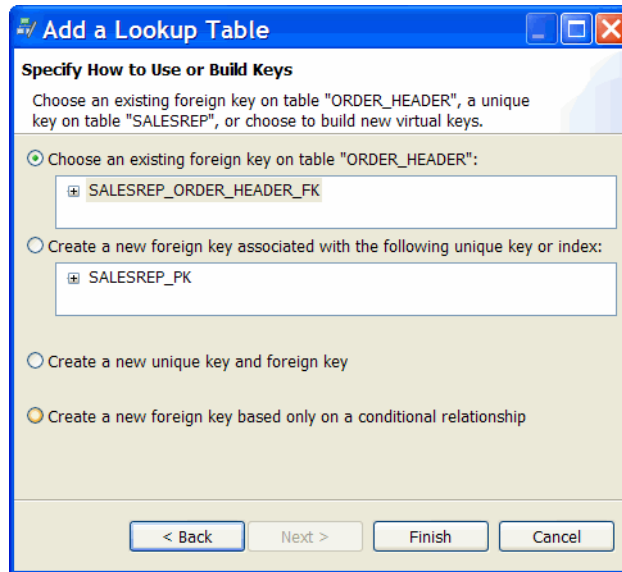 Add a Lookup Table
Specify How to Use or Build Keys
Choose an existing foreign key on table "ORDER_HEADER", a unique
key on table "SALESREP", or choose to build new virtual keys.
Choose an existing foreign key on table "ORDER_HEADER":
SALESREP_ORDER_HEADER_FK
Create a new foreign key associated with the following unique key or index:
SALESREP_PK
Create a new unique key and foreign key
Create a new foreign key based only on a conditional relationship
< Back Next > Finish Cancel